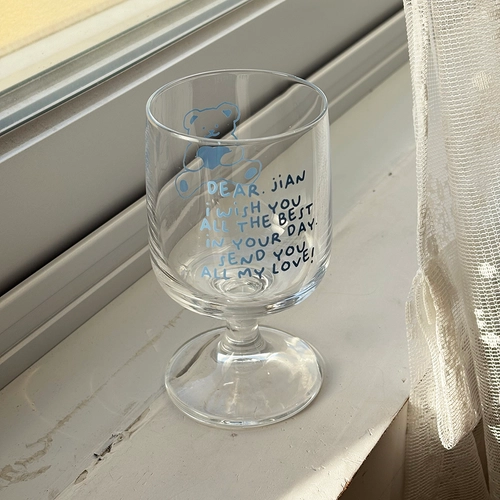 DEAR. jiAN
i WiSH YOU
ALL THE BEST
iN YOUR DAY.
SEND YOU
ALL MY LOVE!